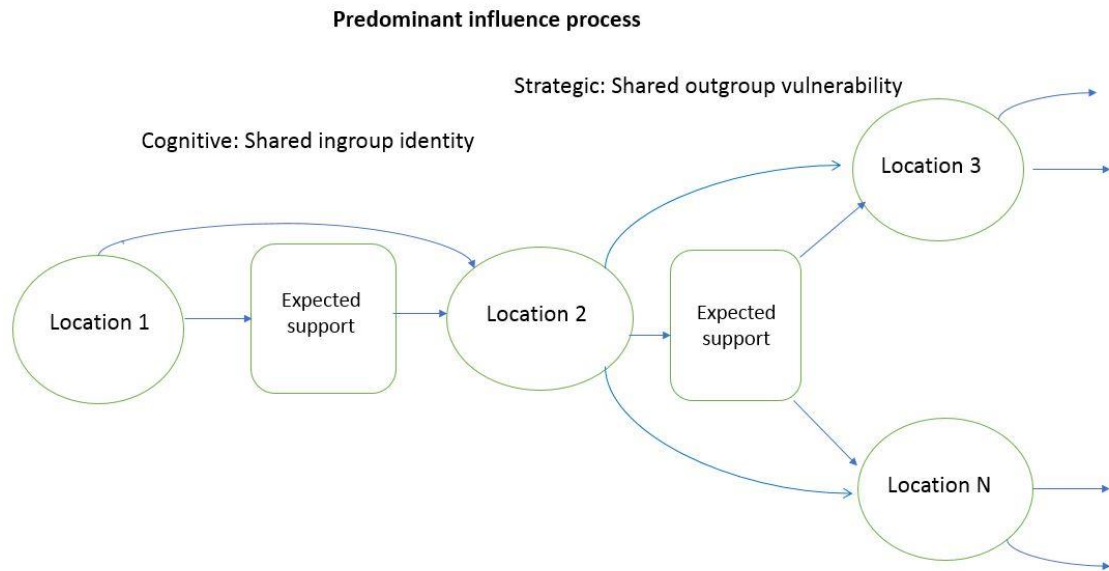 Predominant influence process
Strategic: Shared outgroup vulnerability
Cognitive: Shared ingroup identity
Location 3
Location 1
Expected
support
Location 2
Expected
support
Location N